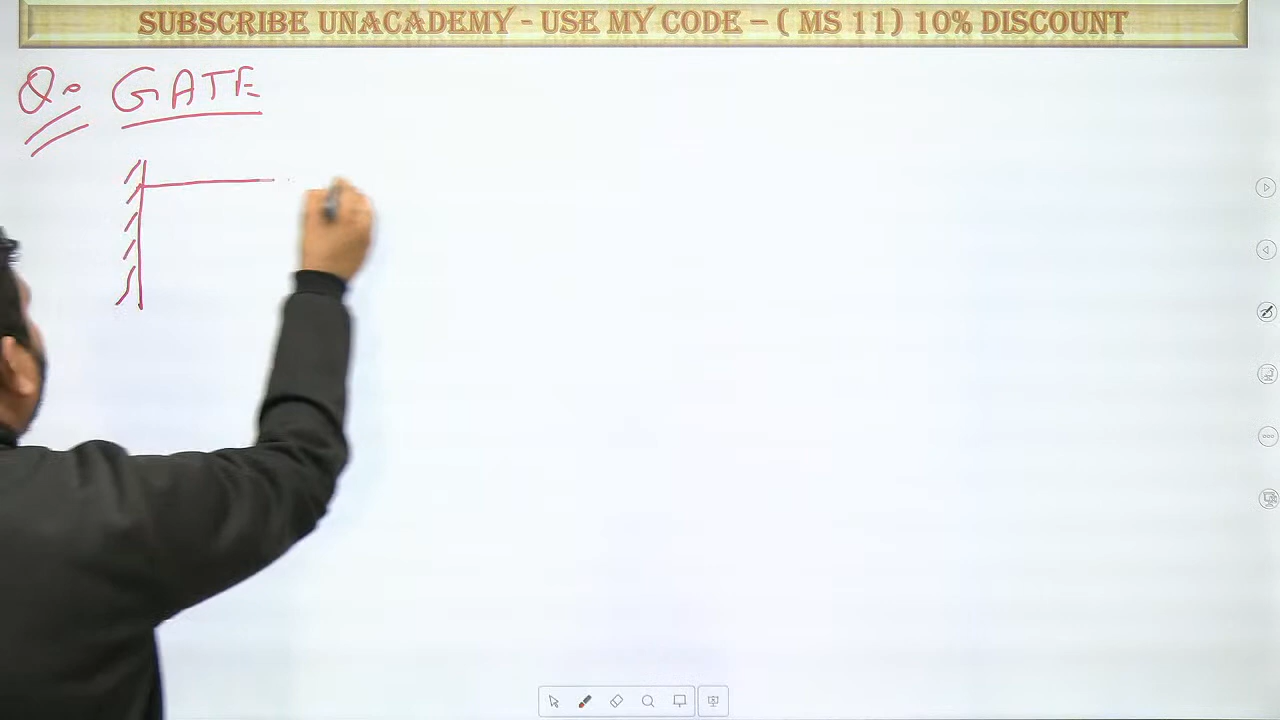 SUBSCRIBE UNACADEMY - USE MY CODE – ( MS 11) 10% DISCOUNT
Q. GATE